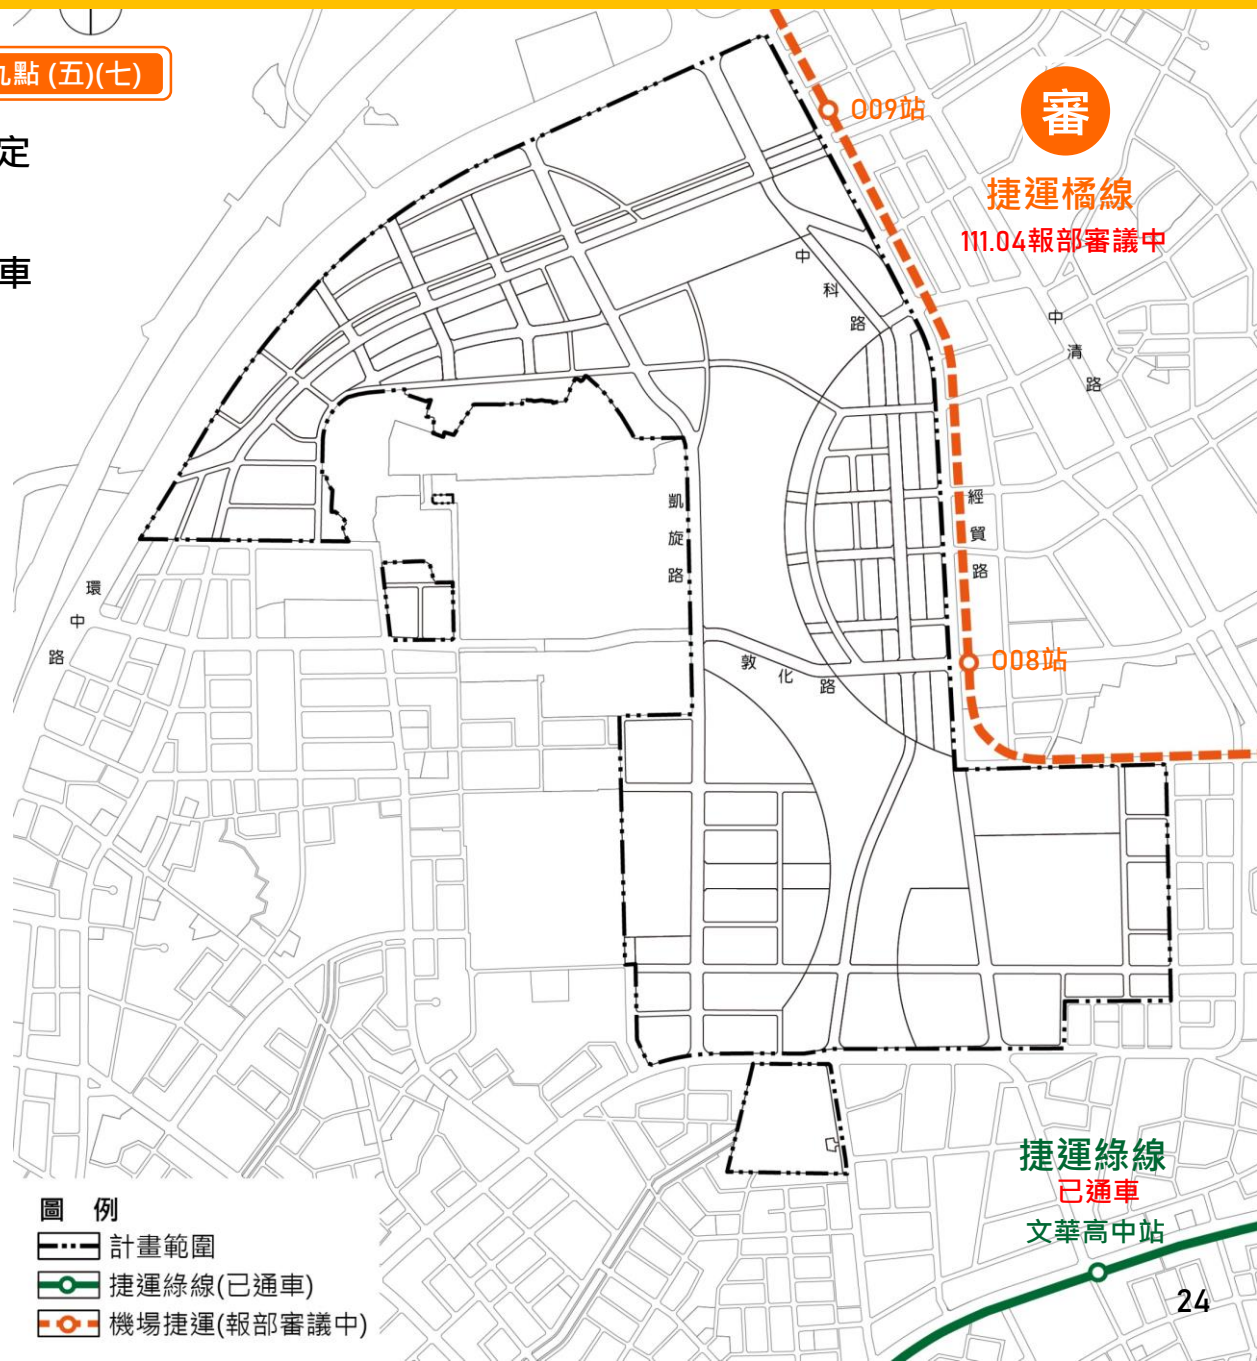 九點 (五)(七)
定
車
O09站
審
捷運橘線
111.04報部審議中
中科路
中清路
凱旋路
經貿路
環中路
敦化路
O08站
捷運綠線
已通車
文華高中站
圖 例
計畫範圍
捷運綠線(已通車)
機場捷運(報部審議中)
24